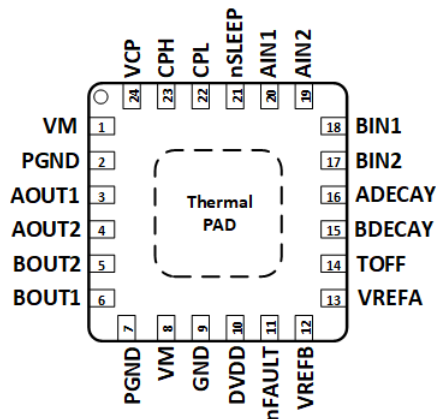 VCP
CPH
CPL
nSLEEP
AIN1
AIN2
24
23
22
21
20
19
VM 1
18 BIN1
PGND 2
17 BIN2
AOUT1 3
16 ADECAY
AOUT2 4
15 BDECAY
BOUT2 5
14 TOFF
BOUT1 6
13 VREFA
Thermal
PAD
7
8
9
10
11
12
PGND
VM
GND
DVDD
nFAULT
VREFB